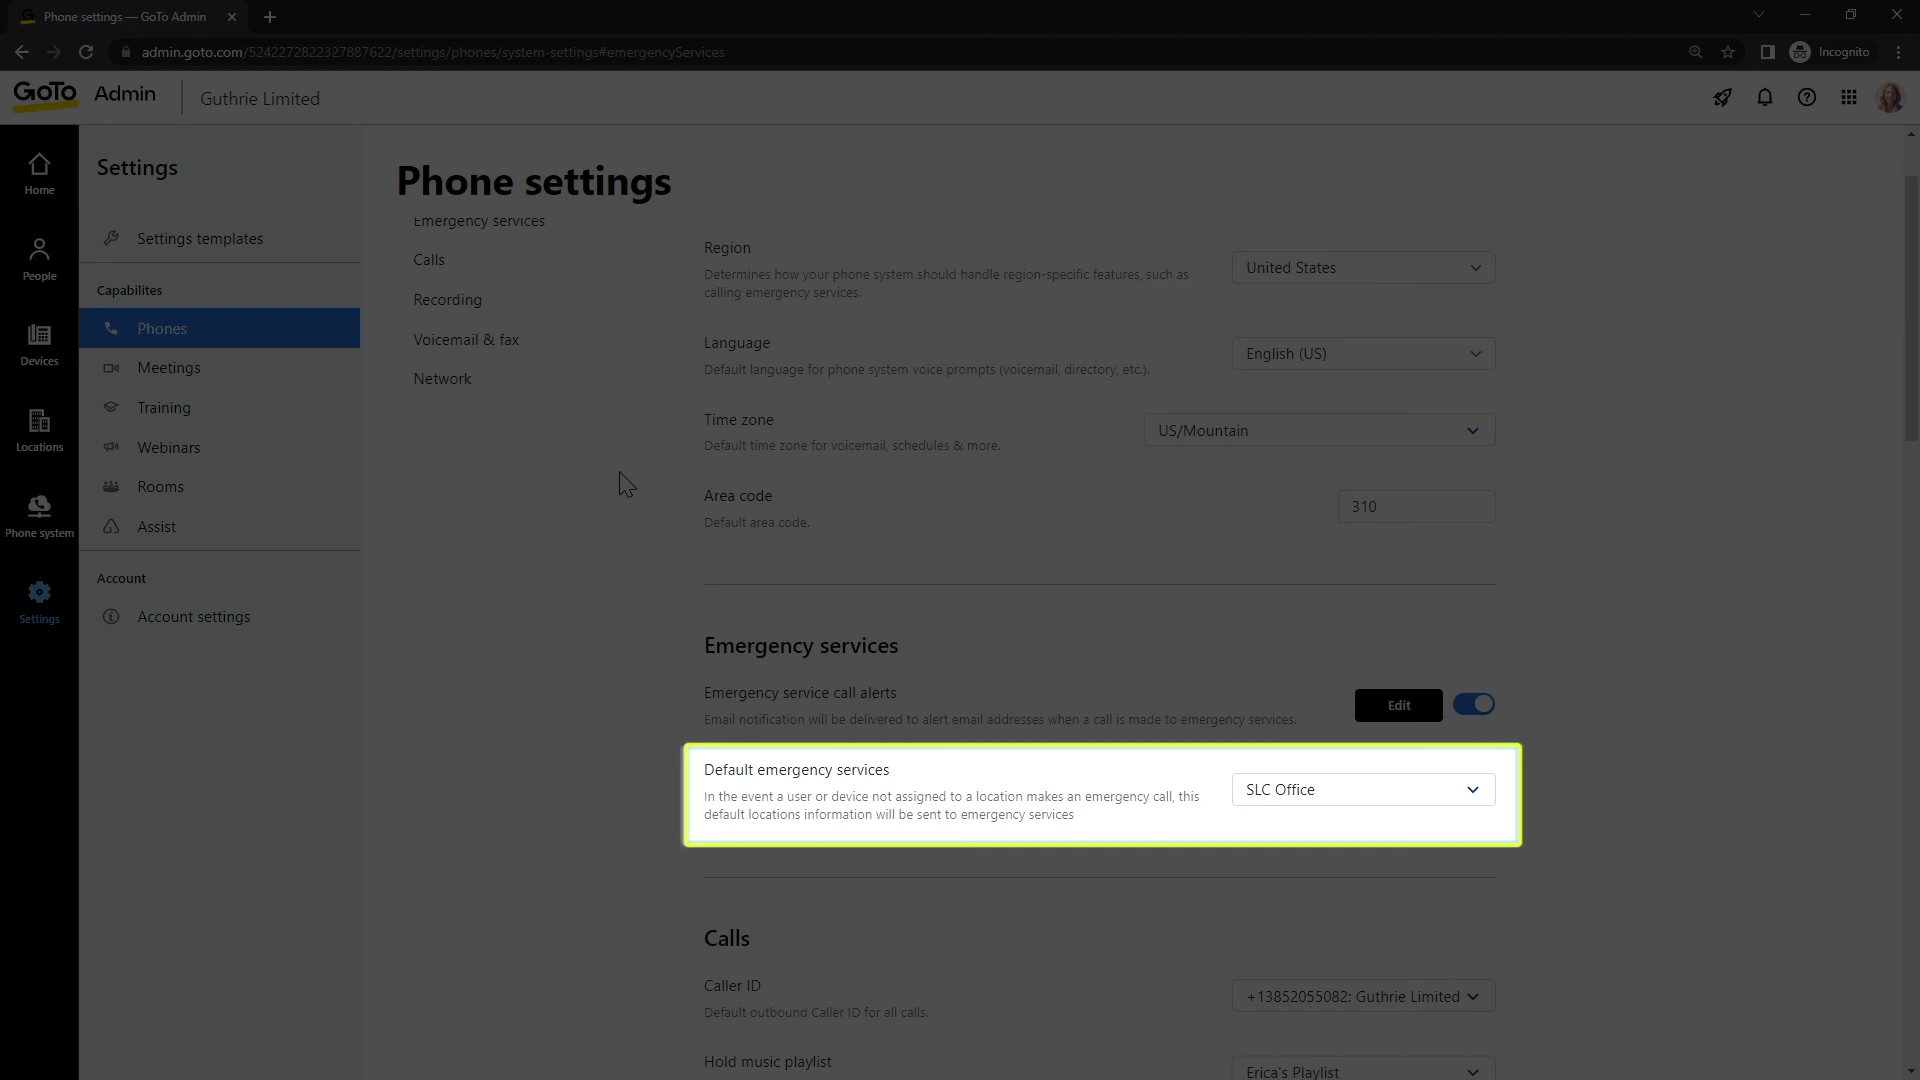 Phone settings — GoTo Admin
admin.goto.com/5242272822327887622/settings/phones/system-settings#emergencyServices
Incognito
GoTo Admin
Guthrie Limited
Home
People
Devices
Locations
Phone system
Settings
Settings
Settings templates
Capabilites
Phones
Meetings
Training
Webinars
Rooms
Assist
Account
Account settings
Phone settings
Emergency services
Calls
Recording
Voicemail & fax
Network
Region
Determines how your phone system should handle region-specific features, such as
calling emergency services.
United States
Language
Default language for phone system voice prompts (voicemail, directory, etc.).
English (US)
Time zone
Default time zone for voicemail, schedules & more.
US/Mountain
Area code
Default area code.
310
Emergency services
Emergency service call alerts
Email notification will be delivered to alert email addresses when a call is made to emergency services.
Edit
Default emergency services
In the event a user or device not assigned to a location makes an emergency call, this
default locations information will be sent to emergency services
SLC Office
Calls
Caller ID
Default outbound Caller ID for all calls.
+13852055082: Guthrie Limited
Hold music playlist
Erica's Playlist